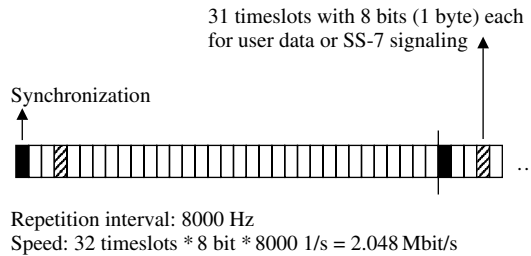 31 timeslots with 8 bits (1 byte) each
for user data or SS-7 signaling
Synchronization
...
Repetition interval: 8000 Hz
Speed: 32 timeslots * 8 bit * 8000 1/s = 2.048 Mbit/s